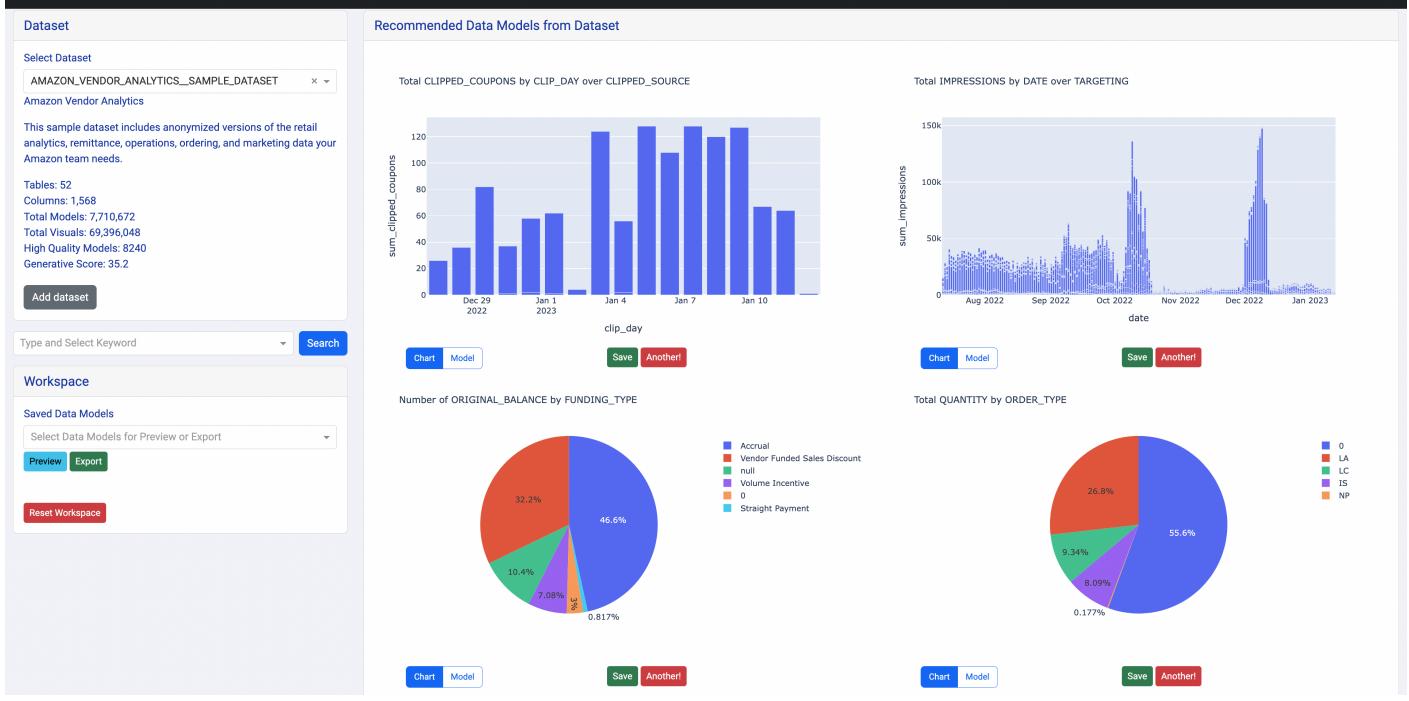 Dataset
Select Dataset
AMAZON_VENDOR_ANALYTICS__SAMPLE_DATASET
Amazon Vendor Analytics
This sample dataset includes anonymized versions of the retail
analytics, remittance, operations, ordering, and marketing data your
Amazon team needs.
Tables: 52
Columns: 1,568
Total Models: 7,710,672
Total Visuals: 69,396,048
High Quality Models: 8240
Generative Score: 35.2
Add dataset
Type and Select Keyword
Search
Workspace
Saved Data Models
Select Data Models for Preview or Export
Preview Export
Reset Workspace
Recommended Data Models from Dataset
Total CLIPPED_COUPONS by CLIP_DAY over CLIPPED_SOURCE
sum_clipped_coupons
120
100
80
60
40
20
0
Dec 29 Jan 1 Jan 4 Jan 7 Jan 10
2022 2023
clip_day
Chart Model Save Another!
Total IMPRESSIONS by DATE over TARGETING
sum_impressions
150k
100k
50k
0
Aug 2022 Sep 2022 Oct 2022 Nov 2022 Dec 2022 Jan 2023
date
Chart Model Save Another!
Number of ORIGINAL_BALANCE by FUNDING_TYPE
32.2%
46.6%
10.4%
7.08%
3%
0.817%
Accrual
Vendor Funded Sales Discount
null
Volume Incentive
0
Straight Payment
Chart Model Save Another!
Total QUANTITY by ORDER_TYPE
26.8%
55.6%
9.34%
8.09%
0.177%
0
LA
LC
IS
NP
Chart Model Save Another!